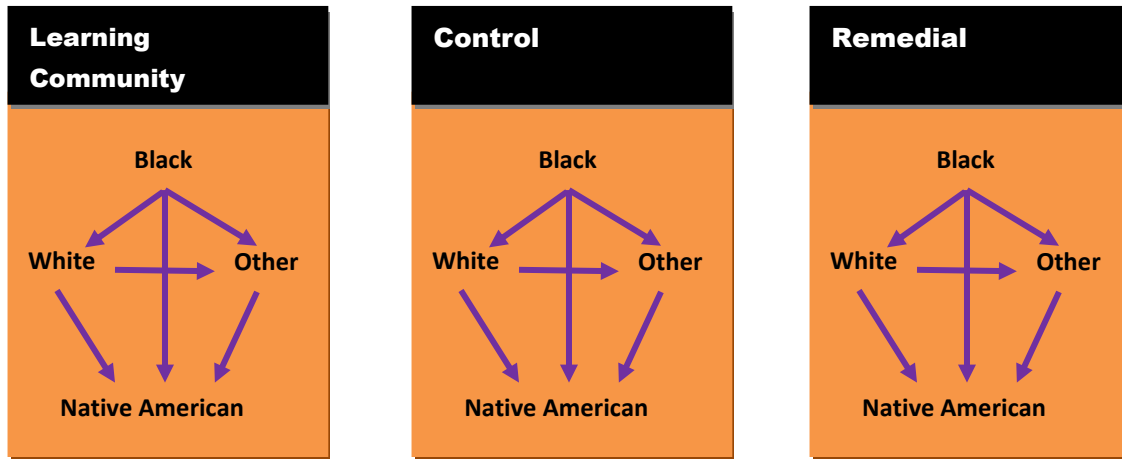 Learning
Community
Black
White Other
Native American
Control
Black
White Other
Native American
Remedial
Black
White Other
Native American